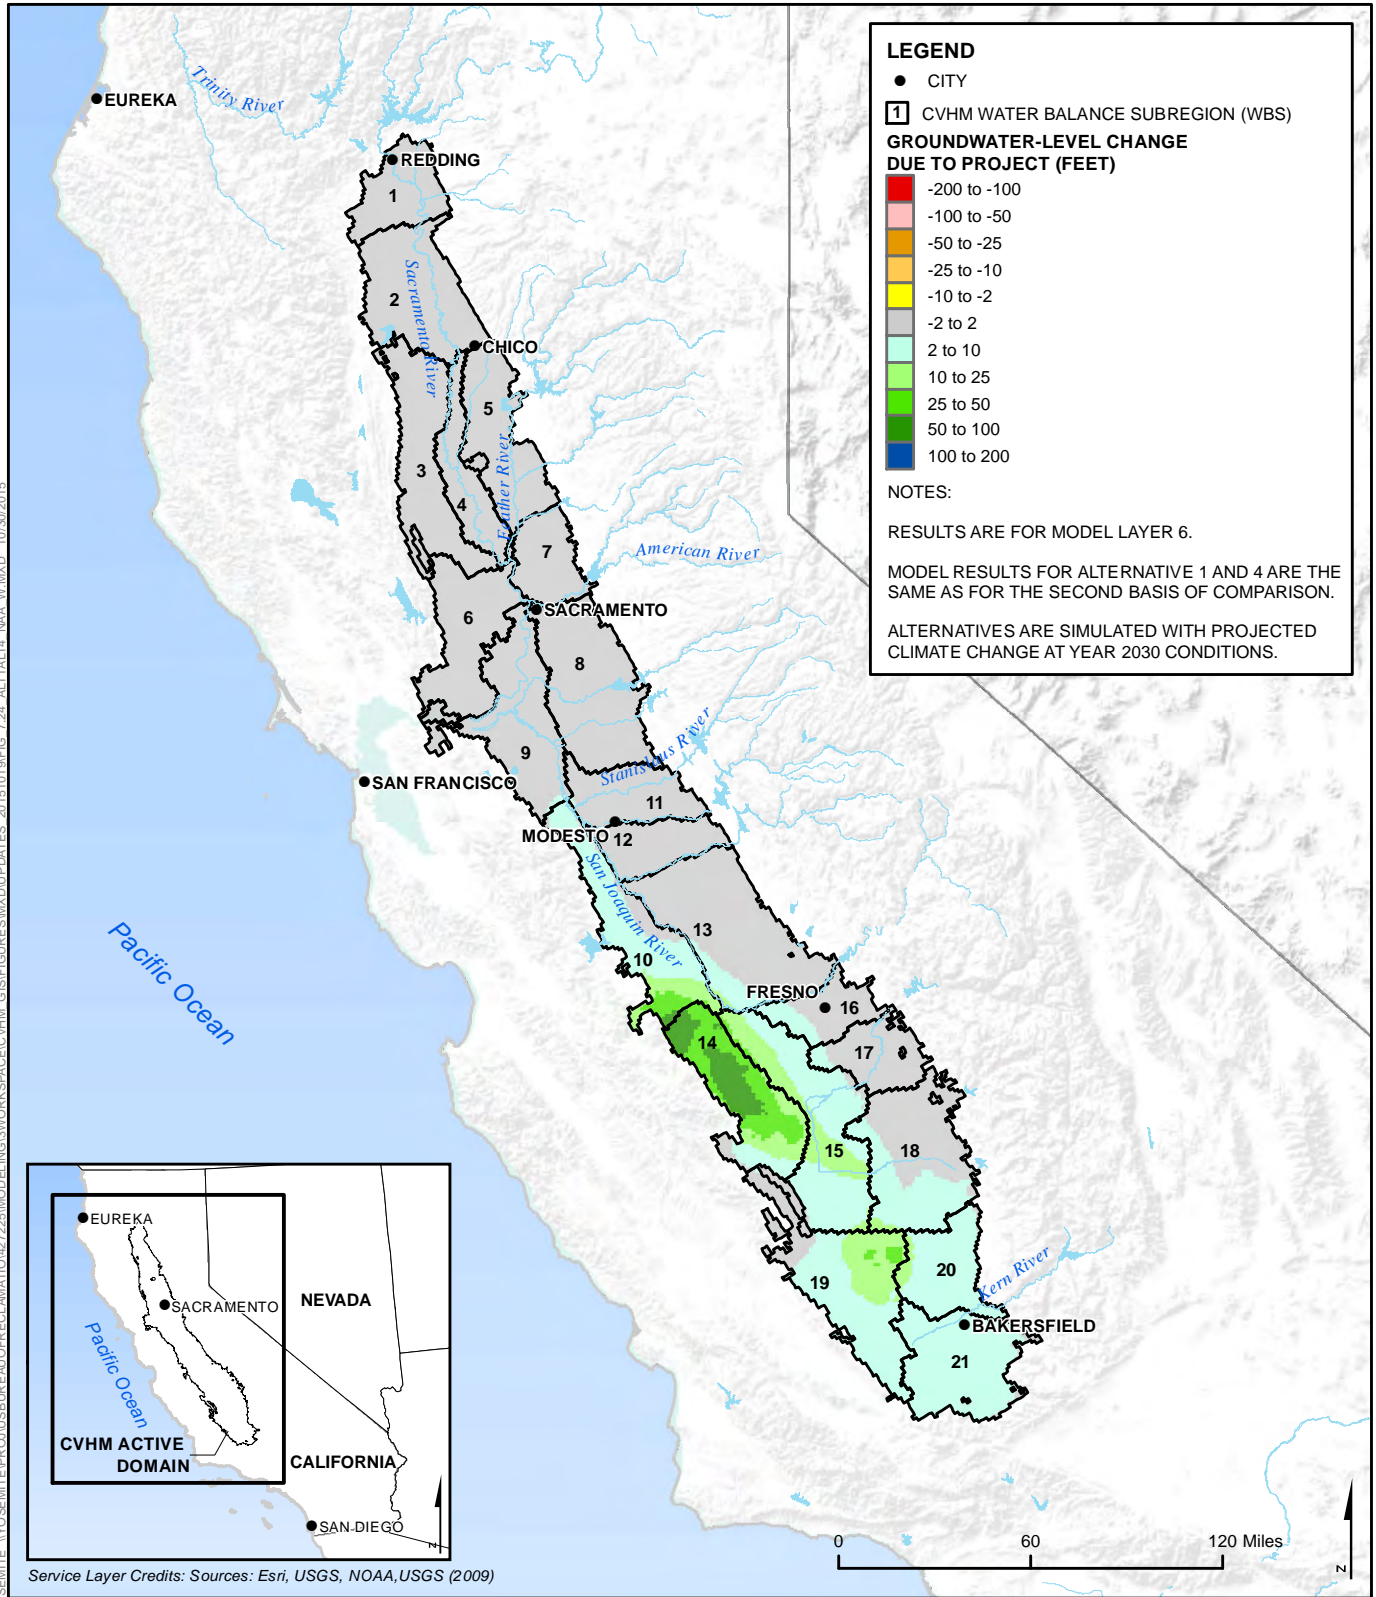 EUREKA
Trinity River
REDDING
1
2
Sacramento River
CHICO
5
3
4
Feather River
7
American River
6
SACRAMENTO
8
9
Stanislaus River
SAN FRANCISCO
11
MODESTO
12
San Joaquin River
13
10
FRESNO
16
14
17
15
18
19
20
Kern River
BAKERSFIELD
21
Pacific Ocean
LEGEND
CITY
1 CVHM WATER BALANCE SUBREGION (WBS)
GROUNDWATER-LEVEL CHANGE
DUE TO PROJECT (FEET)
-200 to -100
-100 to -50
-50 to -25
-25 to -10
-10 to -2
-2 to 2
2 to 10
10 to 25
25 to 50
50 to 100
100 to 200
NOTES:
RESULTS ARE FOR MODEL LAYER 6.
MODEL RESULTS FOR ALTERNATIVE 1 AND 4 ARE THE
SAME AS FOR THE SECOND BASIS OF COMPARISON.
ALTERNATIVES ARE SIMULATED WITH PROJECTED
CLIMATE CHANGE AT YEAR 2030 CONDITIONS.
EUREKA
SACRAMENTO
NEVADA
Pacific Ocean
CVHM ACTIVE
DOMAIN
CALIFORNIA
SAN DIEGO
N
Service Layer Credits: Sources: Esri, USGS, NOAA,USGS (2009)
0 60 120 Miles
N